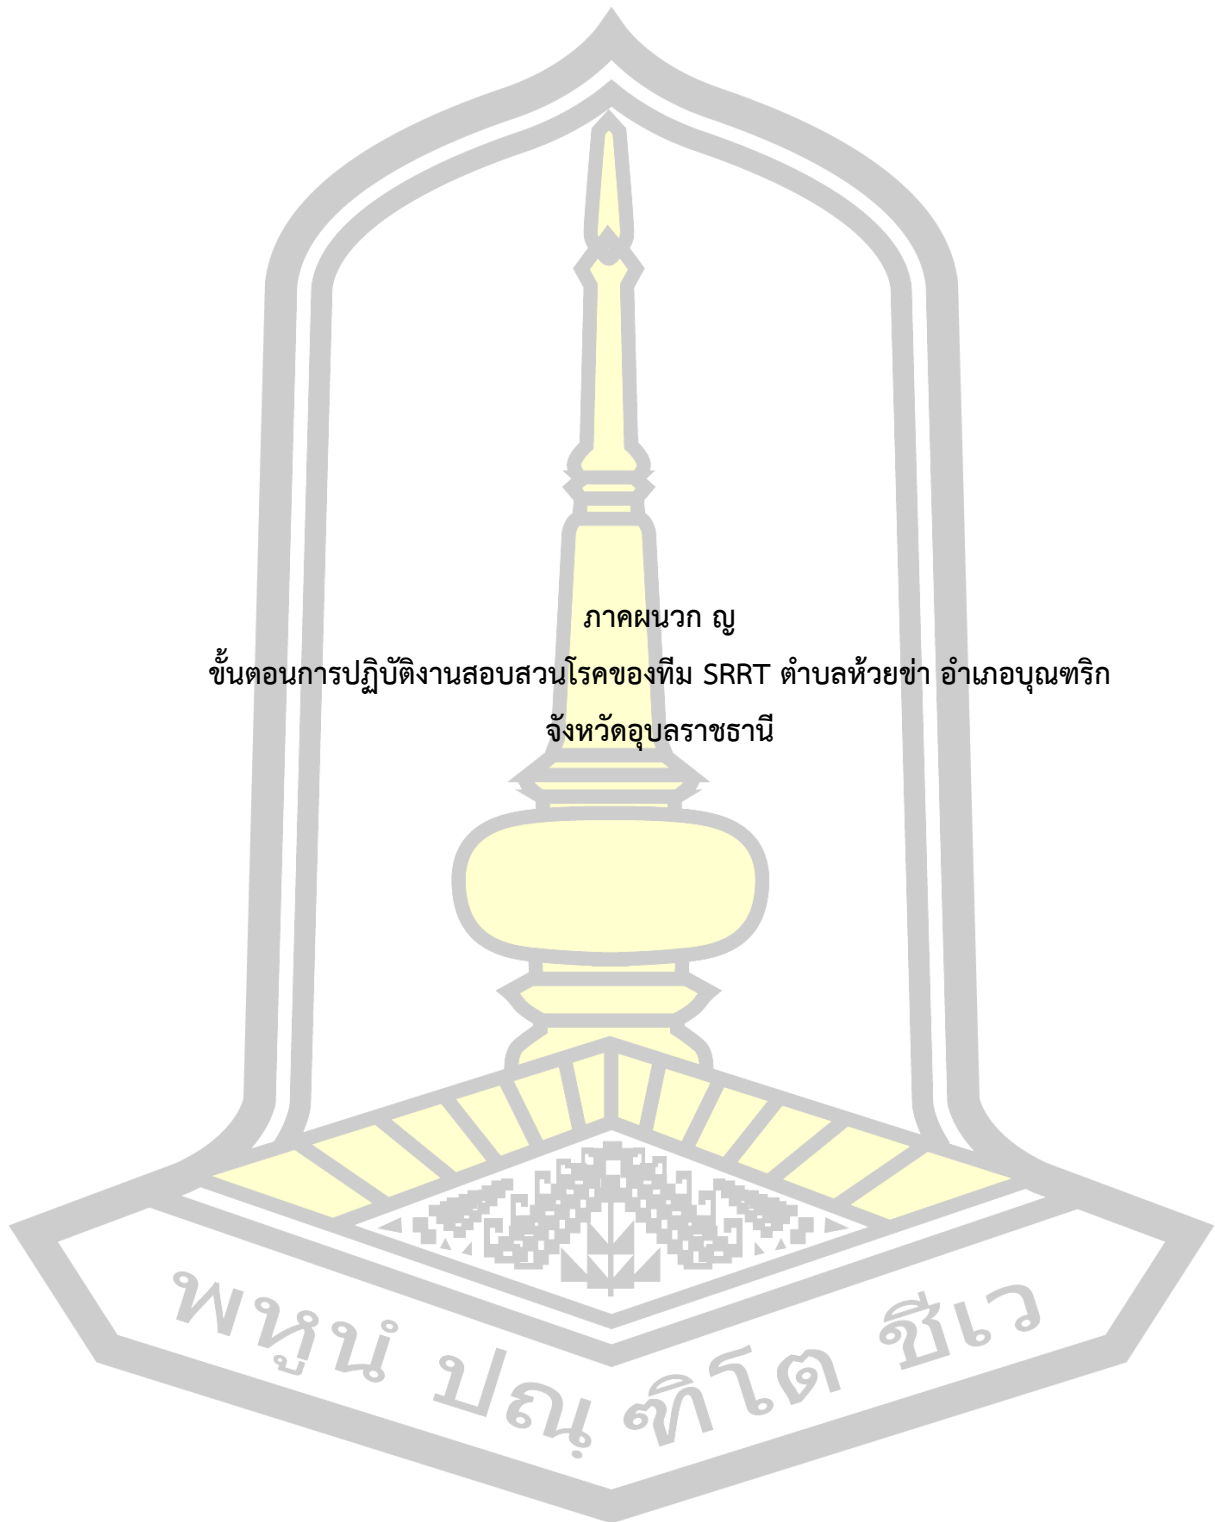 ภาคผนวก ญ
ขั้นตอนการปฏิบัติงานสอบสวนโรคของทีม SRRT ตำบลห้วยข่า อำเภอบุณฑริก
จังหวัดอุบลราชธานี
พหูนํ ปณฺ ฑิโต ชีเว